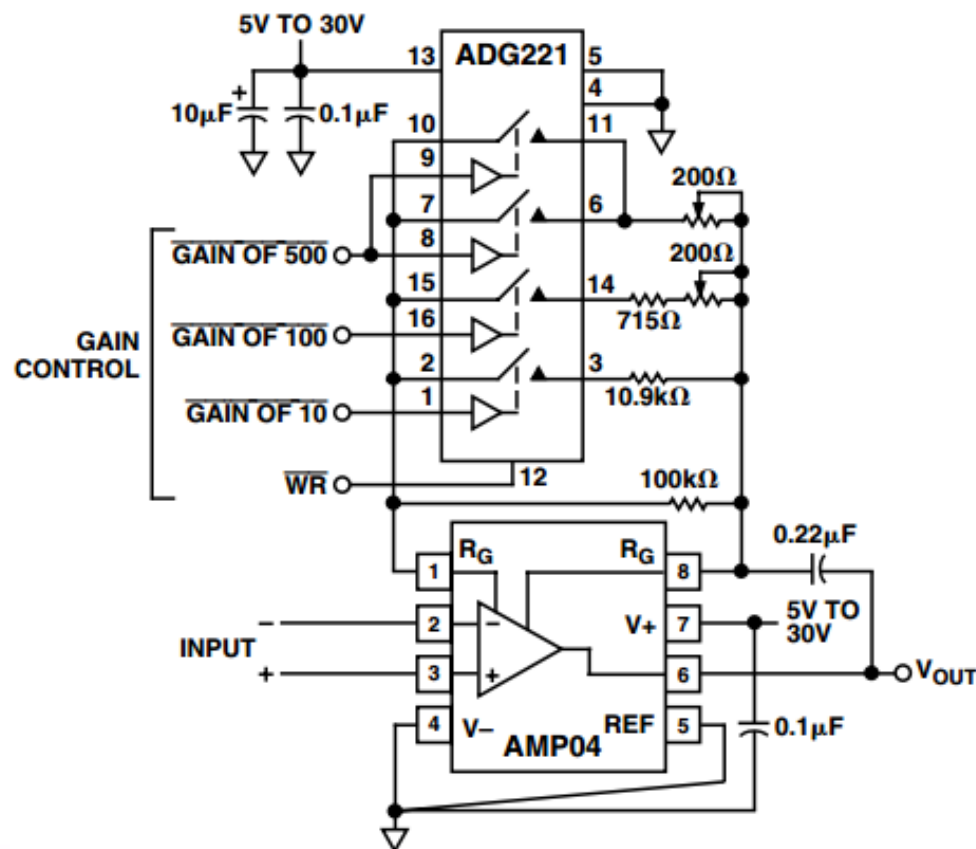 5V TO 30V
ADG221
13
5
4
+
10µF
0.1µF
10
11
9
200Ω
7
6
GAIN OF 500
8
200Ω
15
14
GAIN CONTROL
GAIN OF 100
16
715Ω
2
3
GAIN OF 10
1
10.9kΩ
WR
12
100kΩ
0.22µF
1
RG
RG
8
INPUT
–
2
–
V+
7
5V TO 30V
+
3
+
6
VOUT
4
V–
REF
5
0.1µF
AMP04